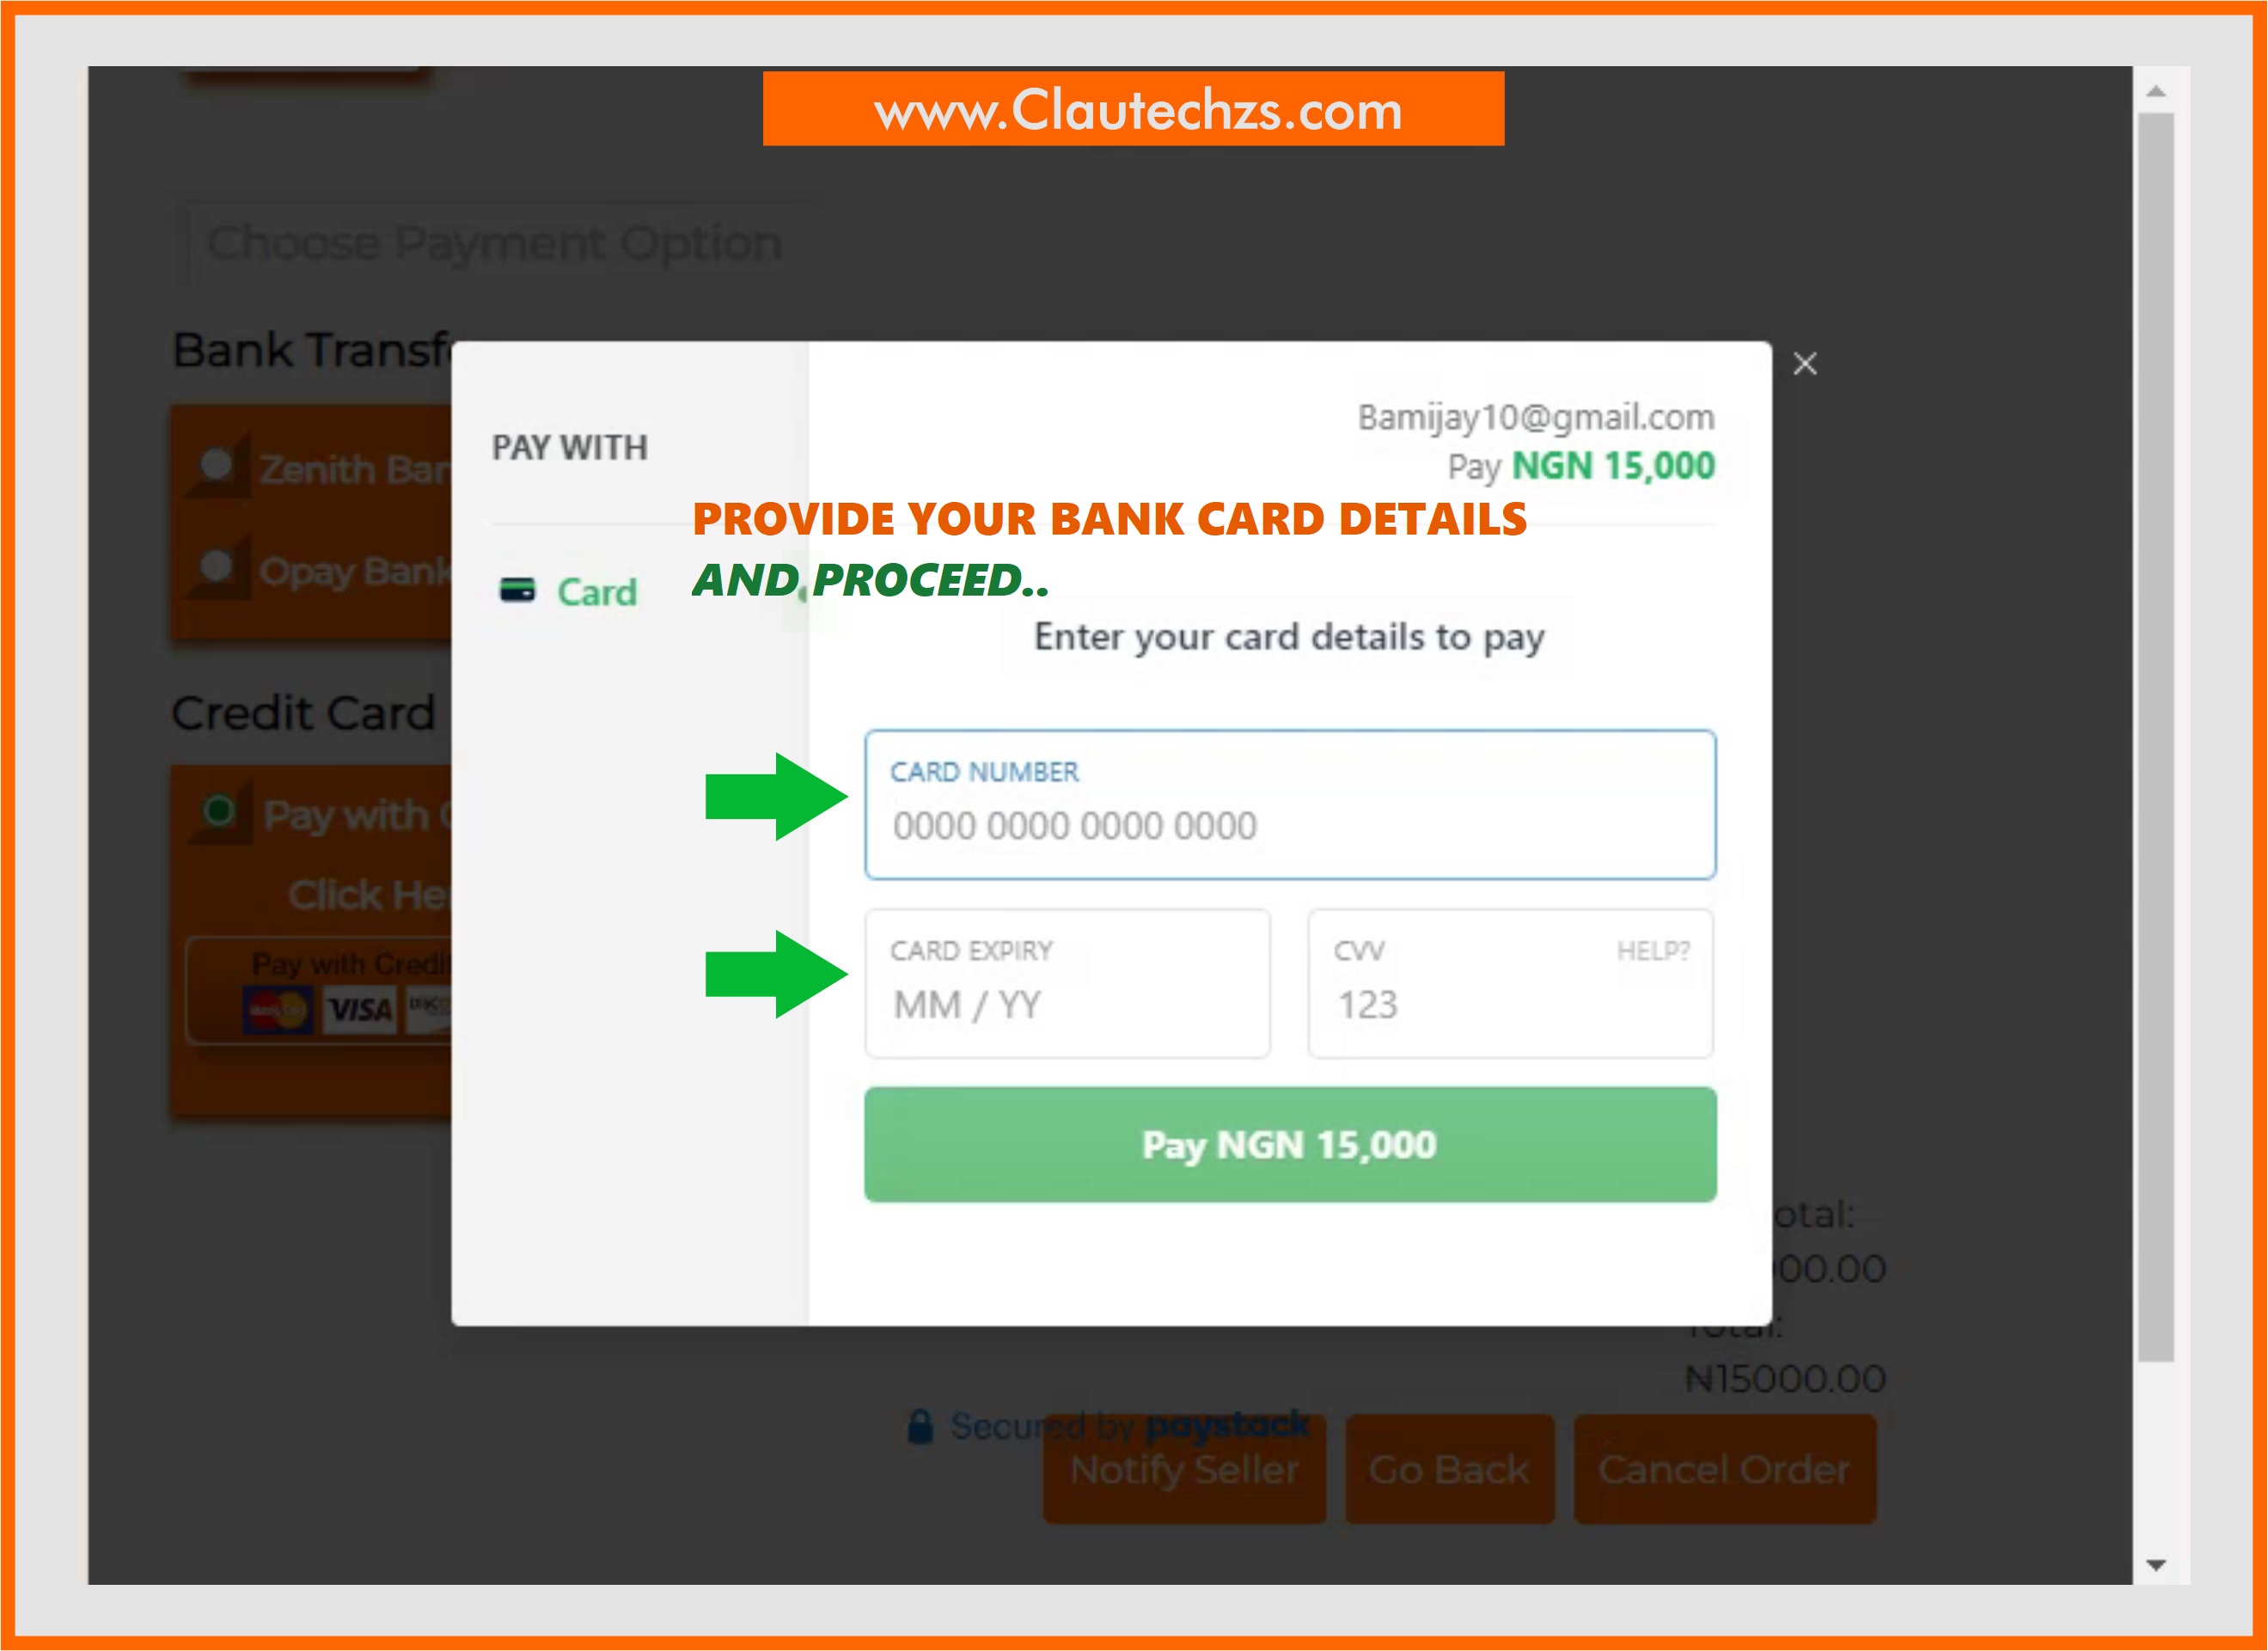 www.Clautechzs.com
Choose Payment Option
Bank Transf
Zenith Ban
Opay Bank
Credit Card
Pay with
Click He
Pay with Credi
VISA
PAY WITH
Card
Bamijay10@gmail.com
Pay NGN 15,000
PROVIDE YOUR BANK CARD DETAILS
AND PROCEED..
Enter your card details to pay
CARD NUMBER
0000 0000 0000 0000
CARD EXPIRY
MM / YY
CVV
HELP?
123
Pay NGN 15,000
otal:
000.00
Total:
₦15000.00
Secured by paystack
Notify Seller
Go Back
Cancel Order